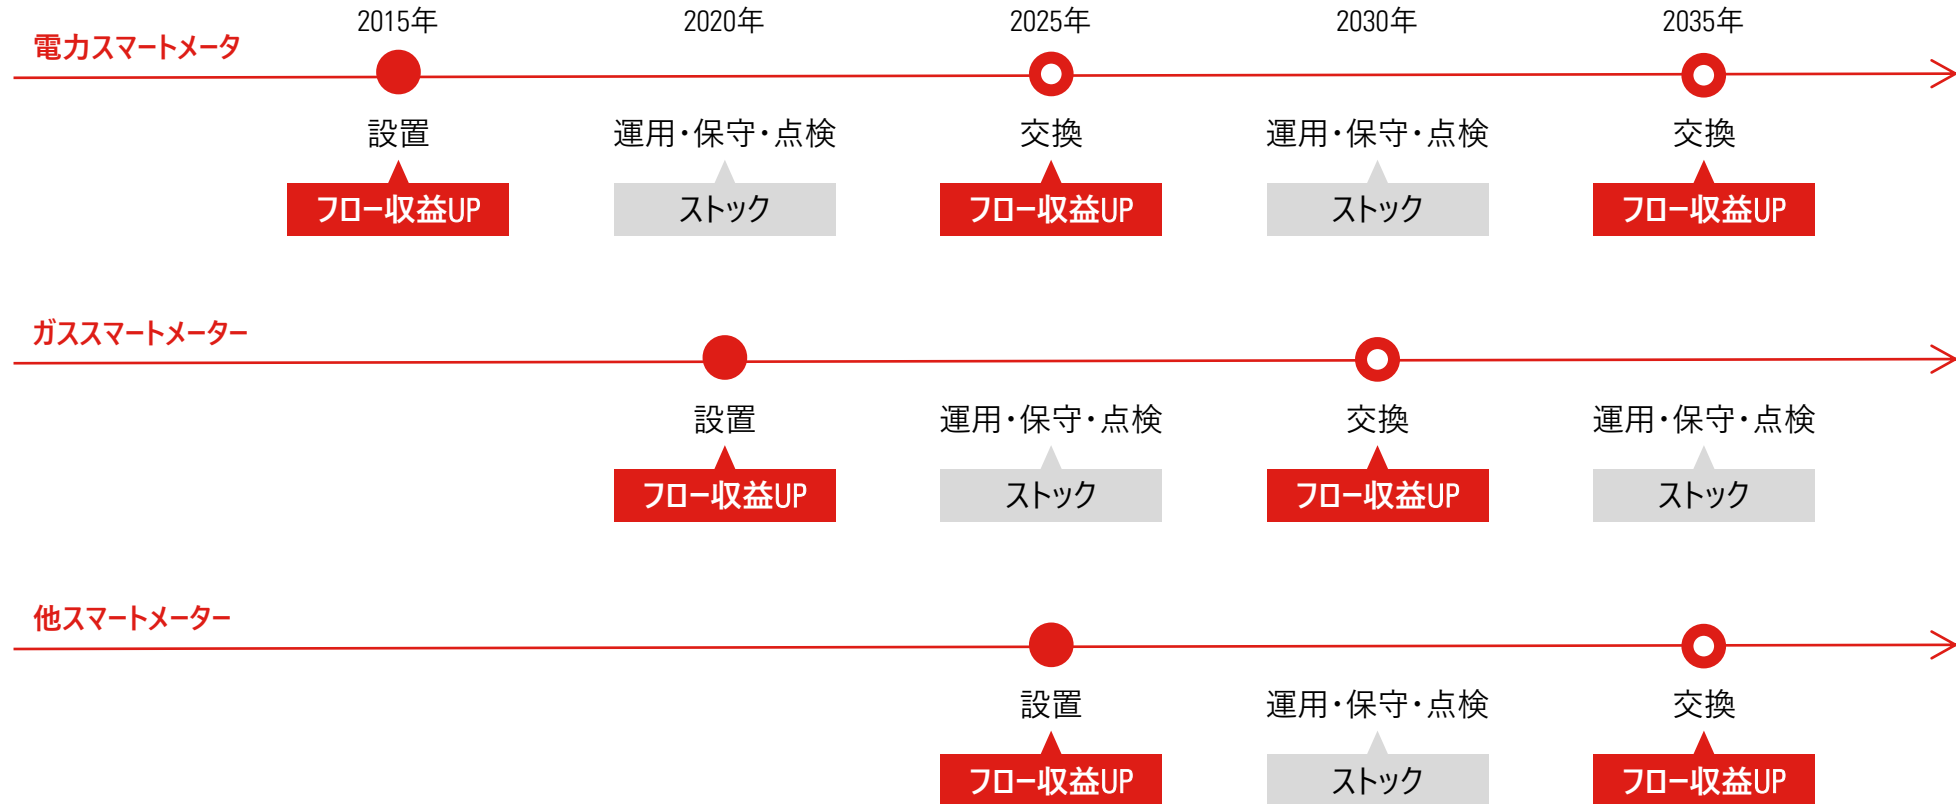 2015年 2020年 2025年 2030年 2035年
電力スマートメータ
設置 運用・保守・点検 交換 運用・保守・点検 交換
フロー収益UP ストック フロー収益UP ストック フロー収益UP
ガススマートメーター
設置 運用・保守・点検 交換 運用・保守・点検
フロー収益UP ストック フロー収益UP ストック
他スマートメーター
設置 運用・保守・点検 交換
フロー収益UP ストック フロー収益UP